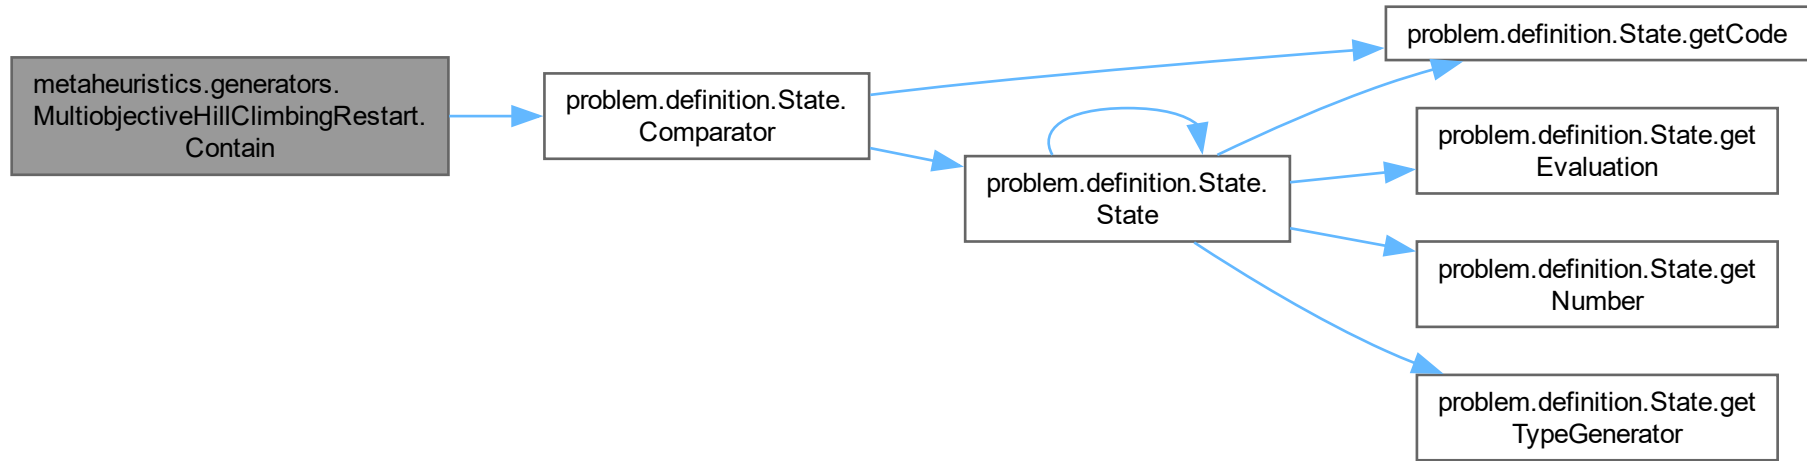 metaheuristics.generators.
MultiobjectiveHillClimbingRestart.
Contain
problem.definition.State.
Comparator
problem.definition.State.
State
problem.definition.State.getCode
problem.definition.State.get
Evaluation
problem.definition.State.get
Number
problem.definition.State.get
TypeGenerator